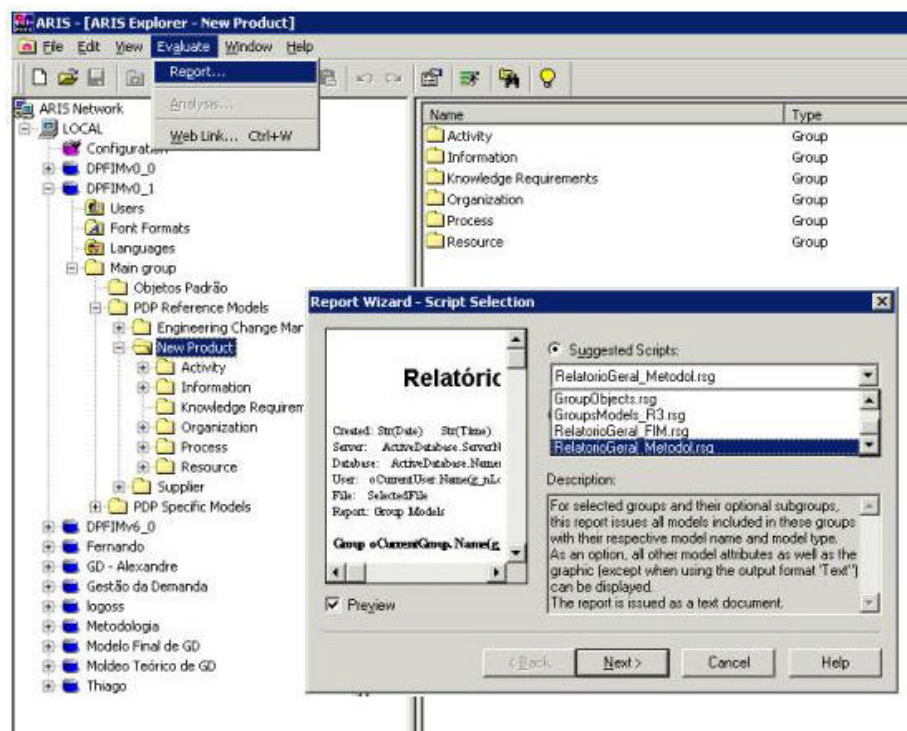 ARIS - [ARIS Explorer - New Product]
File Edit View Evaluate Window Help
Report...
Analysis...
Web Link... Ctrl+W
ARIS Network
LOCAL
Configuration
DPFIMv0_0
DPFIMv0_1
Users
Font Formats
Languages
Main group
Objetos Padrão
PDP Reference Models
Engineering Change Mar
New Product
Activity
Information
Knowledge Requirem
Organization
Process
Resource
Supplier
PDP Specific Models
DPFIMv6_0
Fernando
GD - Alexandre
Gestão da Demanda
logoss
Metodologia
Modelo Final de GD
Moldeo Teórico de GD
Thiago
Name Type
Activity Group
Information Group
Knowledge Requirements Group
Organization Group
Process Group
Resource Group
Report Wizard - Script Selection
Relatóric
Created: Str(Date) Str(Time)
Server: ActiveDatabase.ServerN
Database: ActiveDatabase.Name(
User: oCurrentUser.Name(g_nLo
File: SelectedFile
Report: Group Models
Group oCurrentGroup.Name(g_
Preview
Suggested Scripts:
RelatorioGeral_Metodol.rsg
GroupObjects.rsg
GroupsModels_R3.rsg
RelatorioGeral_FIM.rsg
RelatorioGeral_Metodol.rsg
Description:
For selected groups and their optional subgroups,
this report issues all models included in these groups
with their respective model name and model type.
As an option, all other model attributes as well as the
graphic (except when using the output format 'Text'')
can be displayed.
The report is issued as a text document.
< Back Next > Cancel Help